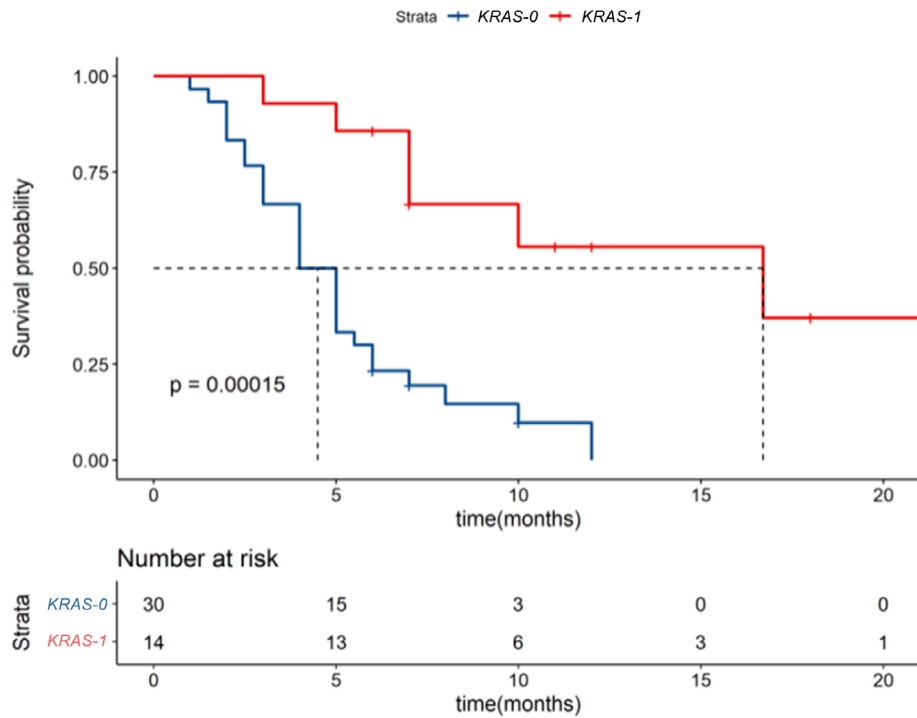 Strata KRAS-0 KRAS-1
Survival probability
1.00
0.75
0.50
0.25
0.00
p = 0.00015
0 5 10 15 20
time(months)
Number at risk
Strata
KRAS-0 30 15 3 0 0
KRAS-1 14 13 6 3 1
0 5 10 15 20
time(months)